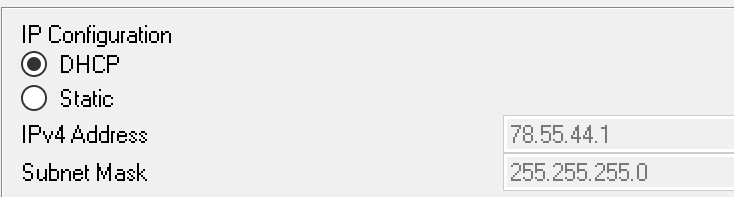 IP Configuration
DHCP
Static
IPv4 Address 78.55.44.1
Subnet Mask 255.255.255.0